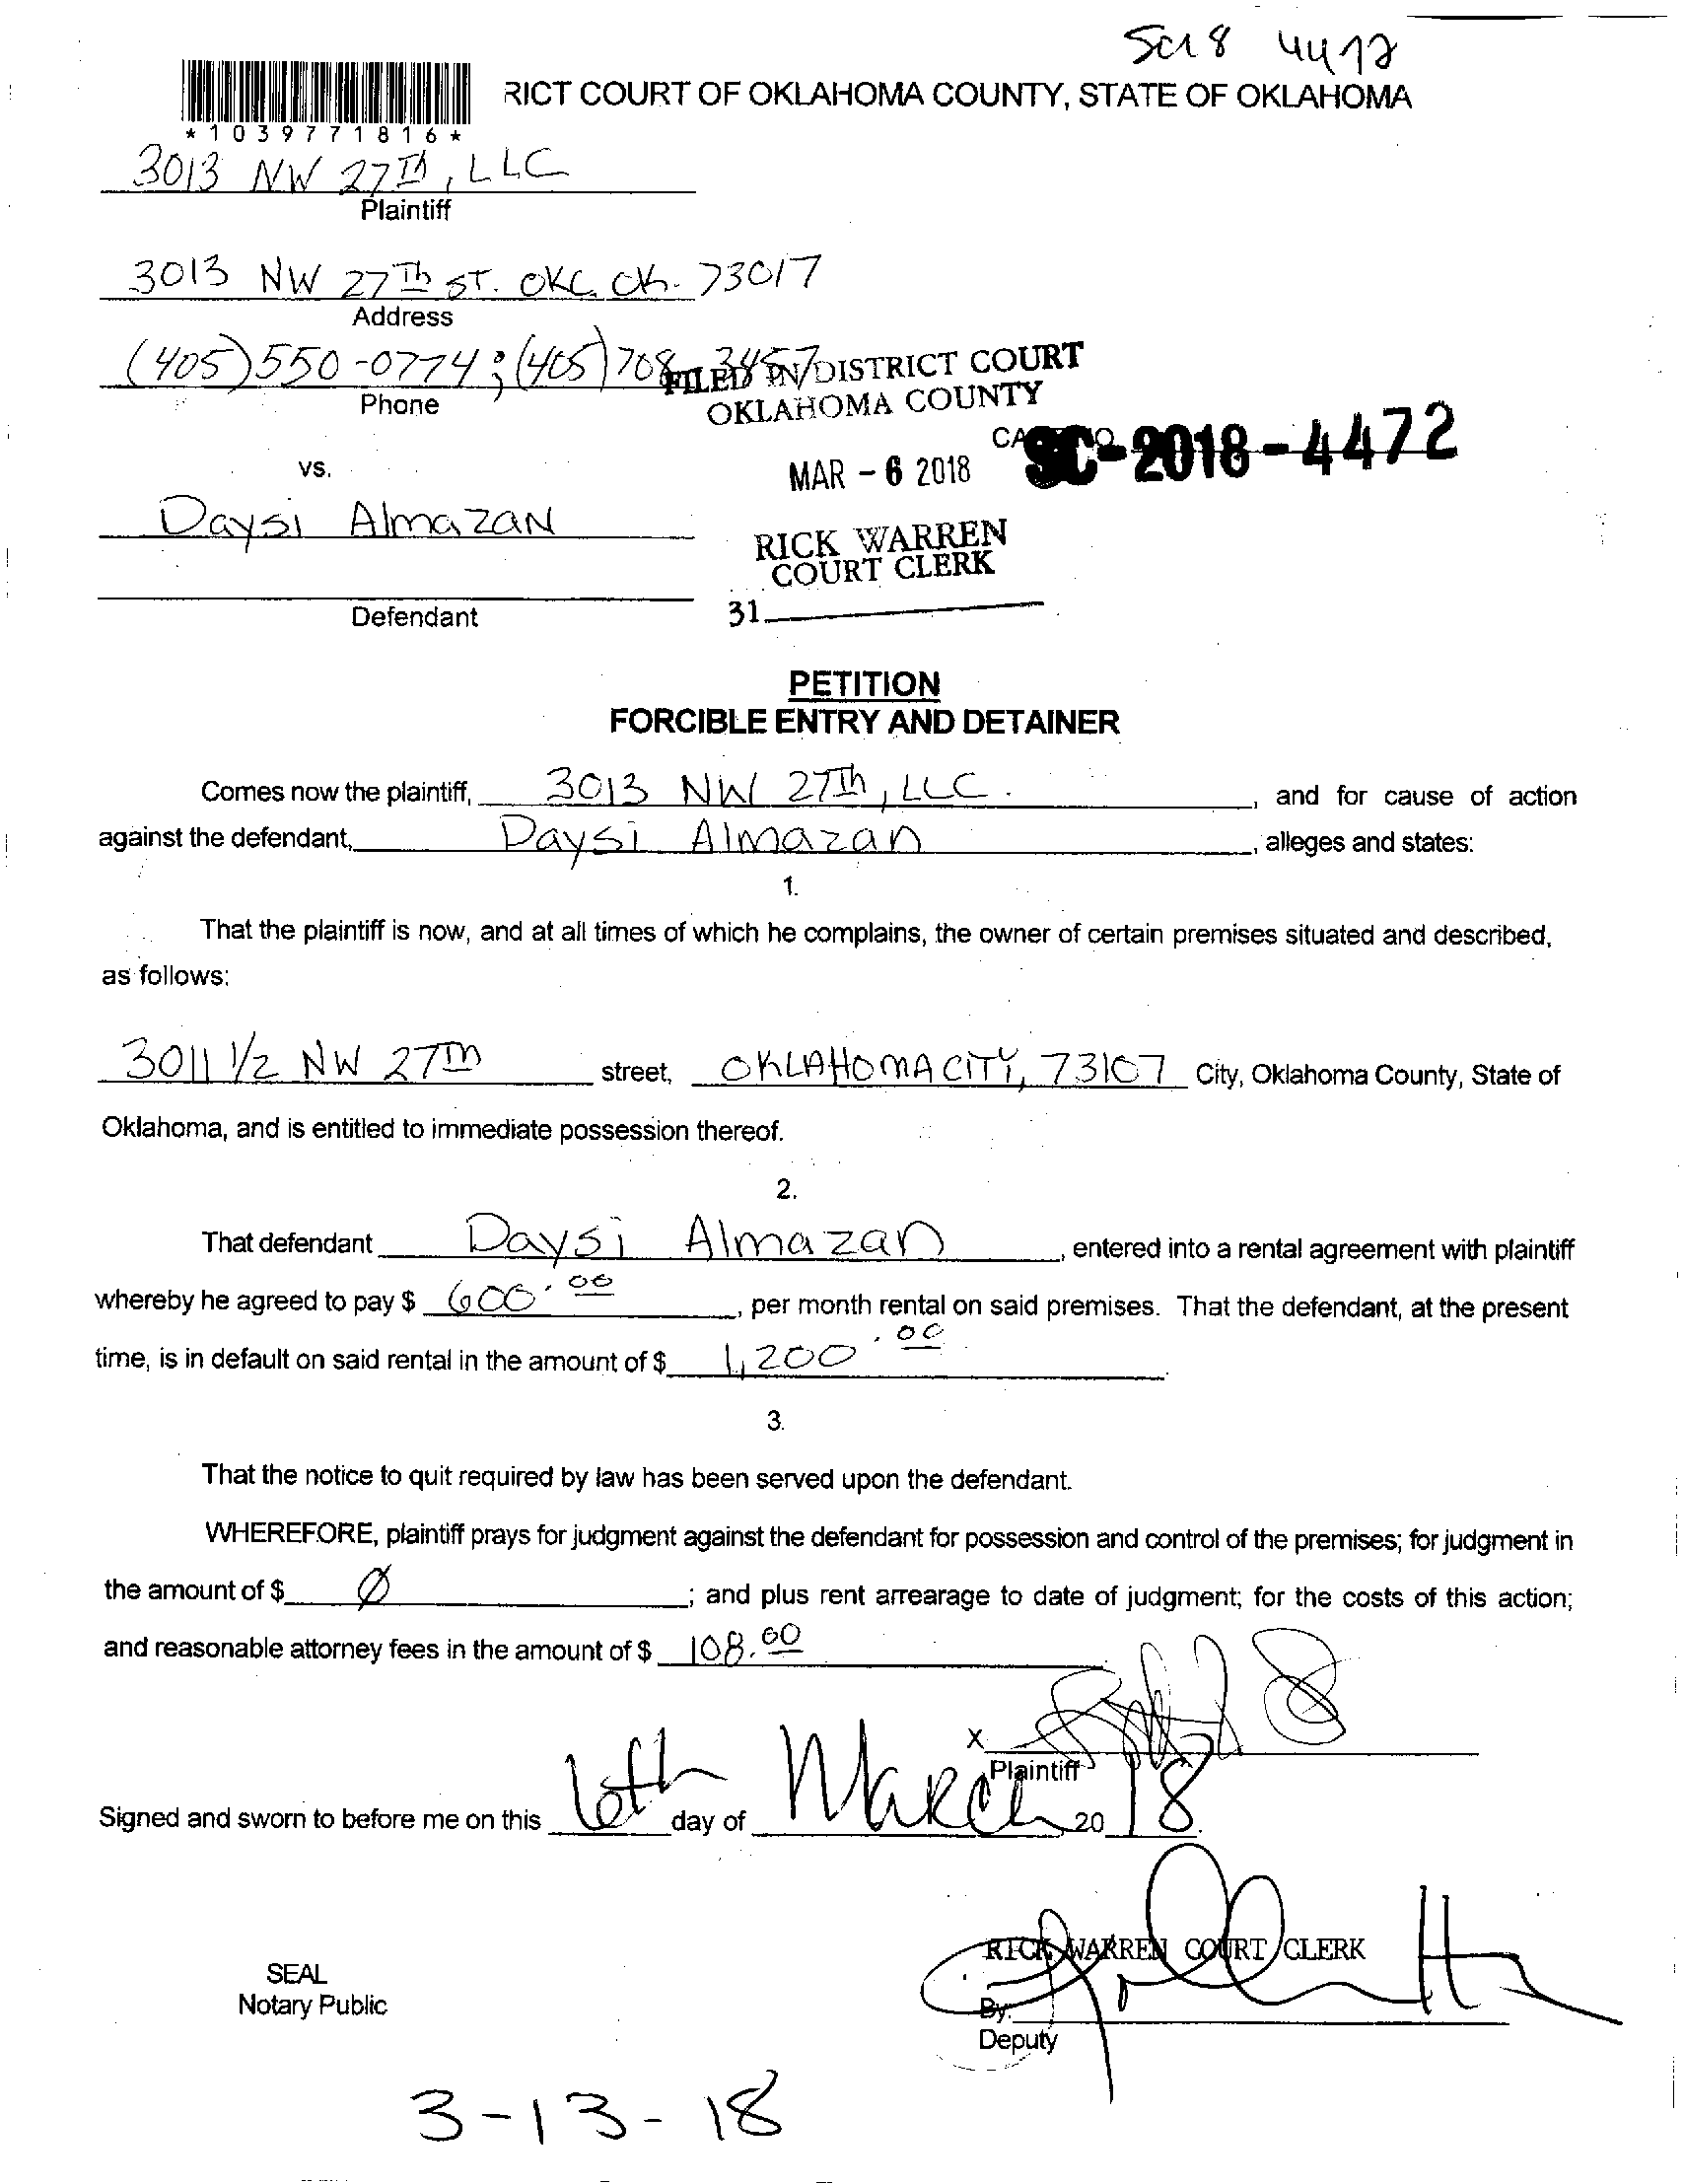 SC18 4472
RICT COURT OF OKLAHOMA COUNTY, STATE OF OKLAHOMA
*1039771816*
3013 NW 27Th, LLC
Plaintiff
3013 NW 27Th ST. OKC. Ok. 73017
Address
(405)550-0774; (405)708-3457
Phone
FILED IN DISTRICT COURT
OKLAHOMA COUNTY
SC-2018-4472
MAR - 6 2018
vs.
Daysi Almazan
RICK WARREN
COURT CLERK
31
Defendant
PETITION
FORCIBLE ENTRY AND DETAINER
Comes now the plaintiff, 3013 NW 27Th, LLC. , and for cause of action
against the defendant, Daysi Almazan , alleges and states:
1.
That the plaintiff is now, and at all times of which he complains, the owner of certain premises situated and described,
as follows:
3011 1/2 NW 27Th street, OKLAHOMA CITY, 73107 City, Oklahoma County, State of
Oklahoma, and is entitled to immediate possession thereof.
2.
That defendant Daysi Almazan , entered into a rental agreement with plaintiff
whereby he agreed to pay $ 600.00 , per month rental on said premises. That the defendant, at the present
time, is in default on said rental in the amount of $ 1,200.00
3.
That the notice to quit required by law has been served upon the defendant.
WHEREFORE, plaintiff prays for judgment against the defendant for possession and control of the premises; for judgment in
the amount of $ Ø ; and plus rent arrearage to date of judgment; for the costs of this action;
and reasonable attorney fees in the amount of $ 108.00
X
Plaintiff
Signed and sworn to before me on this 6th day of March 20 18
RICK WARREN COURT CLERK
SEAL
Notary Public
By:
Deputy
3-13-18